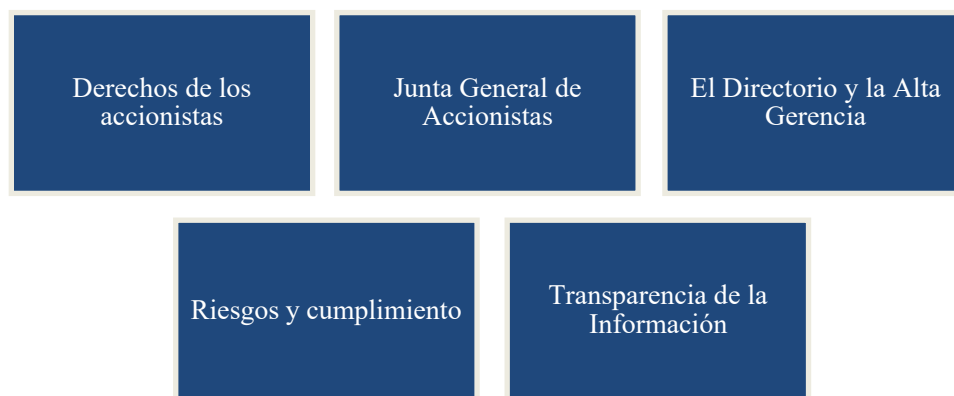 Derechos de los
accionistas
Junta General de
Accionistas
El Directorio y la Alta
Gerencia
Riesgos y cumplimiento
Transparencia de la
Información